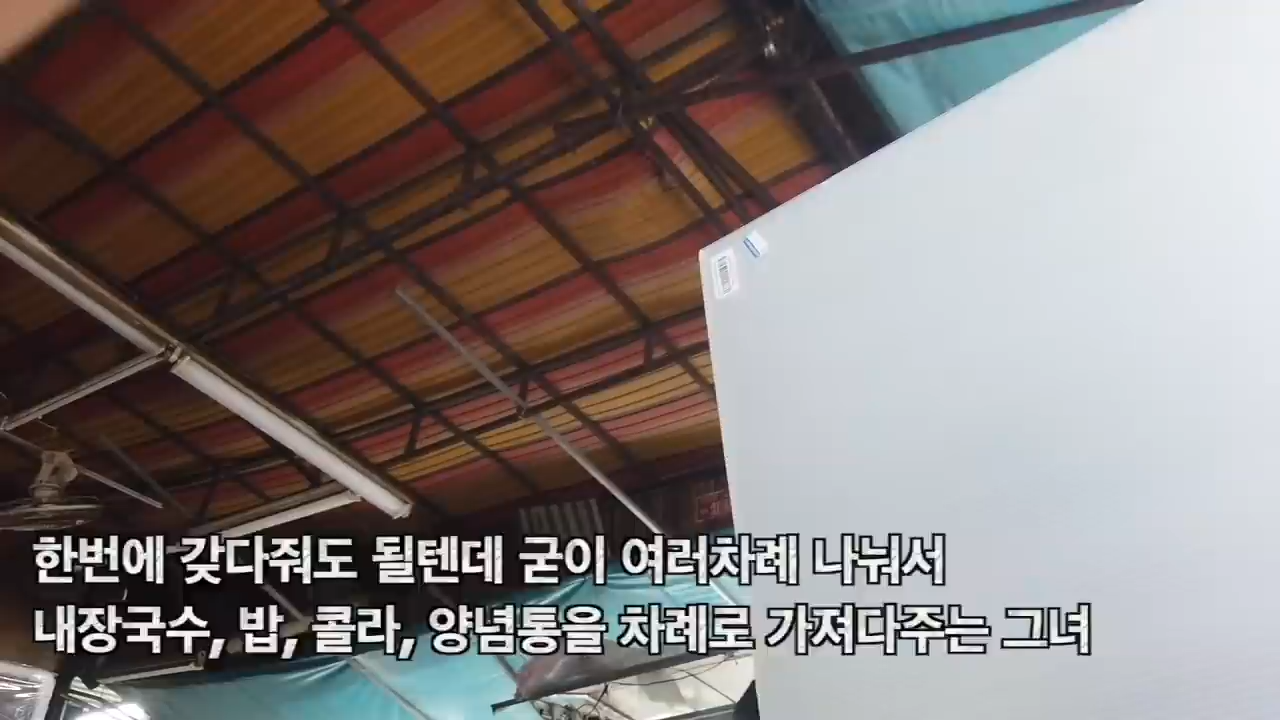 한번에 갖다줘도 될텐데 굳이 여러차례 나눠서
내장국수, 밥, 콜라, 양념통을 차례로 가져다주는 그녀